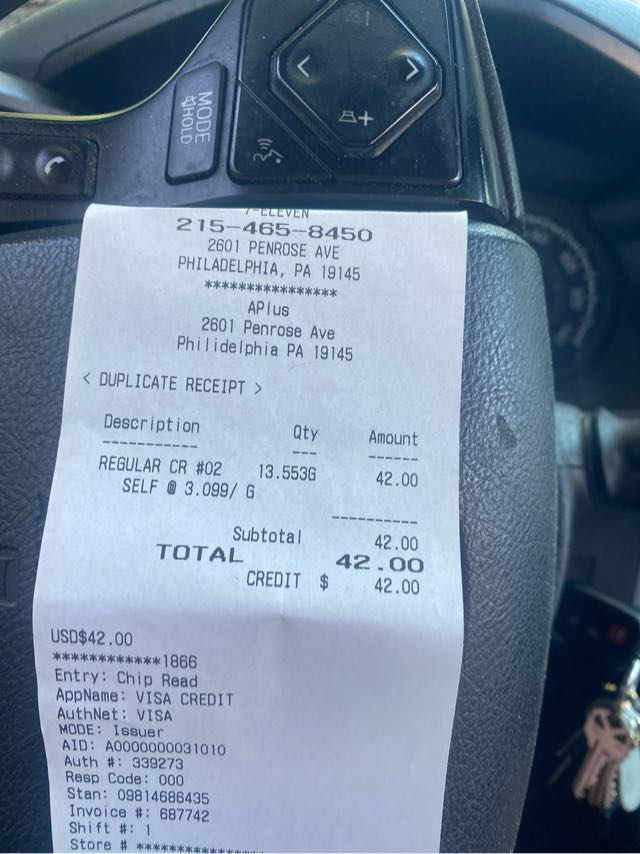 MODE
HOLD
7-ELEVEN
215-465-8450
2601 PENROSE AVE
PHILADELPHIA, PA 19145
****************
APlus
2601 Penrose Ave
Philidelphia PA 19145
< DUPLICATE RECEIPT >
Description Qty Amount
----------- --- ------
REGULAR CR #02 13.553G 42.00
SELF @ 3.099/ G
----------
Subtotal 42.00
TOTAL 42.00
CREDIT $ 42.00
USD$42.00
************1866
Entry: Chip Read
AppName: VISA CREDIT
AuthNet: VISA
MODE: Issuer
AID: A0000000031010
Auth #: 339273
Resp Code: 000
Stan: 09814686435
Invoice #: 687742
Shift #: 1
Store # ****************